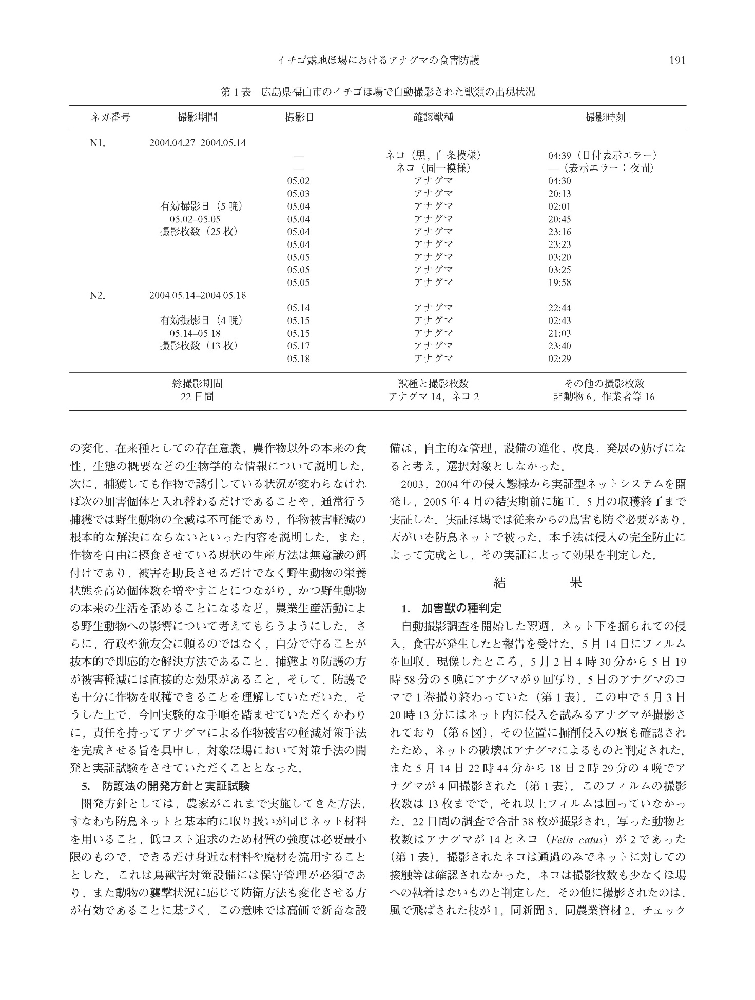 イチゴ露地ほ場におけるアナグマの食害防護 191
第1表 広島県福山市のイチゴほ場で自動撮影された獣類の出現状況
ネガ番号 撮影期間 撮影日 確認獣種 撮影時刻
N1. 2004.04.27–2004.05.14
— ネコ（黒，白条模様） 04:39（日付表示エラー）
— ネコ（同一模様） —（表示エラー：夜間）
05.02 アナグマ 04:30
05.03 アナグマ 20:13
有効撮影日（5晩） 05.04 アナグマ 02:01
05.02–05.05 05.04 アナグマ 20:45
撮影枚数（25枚） 05.04 アナグマ 23:16
05.04 アナグマ 23:23
05.05 アナグマ 03:20
05.05 アナグマ 03:25
05.05 アナグマ 19:58
N2. 2004.05.14–2004.05.18
05.14 アナグマ 22:44
有効撮影日（4晩） 05.15 アナグマ 02:43
05.14–05.18 05.15 アナグマ 21:03
撮影枚数（13枚） 05.17 アナグマ 23:40
05.18 アナグマ 02:29
総撮影期間 獣種と撮影枚数 その他の撮影枚数
22日間 アナグマ14，ネコ2 非動物6，作業者等16
の変化，在来種としての存在意義，農作物以外の本来の食
性，生態の概要などの生物学的な情報について説明した．
次に，捕獲しても作物で誘引している状況が変わらなけれ
ば次の加害個体と入れ替わるだけであることや，通常行う
捕獲では野生動物の全滅は不可能であり，作物被害軽減の
根本的な解決にならないといった内容を説明した．また，
作物を自由に摂食させている現状の生産方法は無意識の餌
付けであり，被害を助長させるだけでなく野生動物の栄養
状態を高め個体数を増やすことにつながり，かつ野生動物
の本来の生活を歪めることになるなど，農業生産活動によ
る野生動物への影響について考えてもらうようにした．さ
らに，行政や猟友会に頼るのではなく，自分で守ることが
抜本的で即応的な解決方法であること，捕獲より防護の方
が被害軽減には直接的な効果があること，そして，防護で
も十分に作物を収穫できることを理解していただいた．そ
うした上で，今回実験的な手順を踏ませていただくかわり
に，責任を持ってアナグマによる作物被害の軽減対策手法
を完成させる旨を具申し，対象ほ場において対策手法の開
発と実証試験をさせていただくこととなった．
5. 防護法の開発方針と実証試験
開発方針としては，農家がこれまで実施してきた方法，
すなわち防鳥ネットと基本的に取り扱いが同じネット材料
を用いること，低コスト追求のため材質の強度は必要最小
限のもので，できるだけ身近な材料や廃材を流用すること
とした．これは鳥獣害対策設備には保守管理が必須であ
り，また動物の襲撃状況に応じて防衛方法も変化させる方
が有効であることに基づく．この意味では高価で新奇な設
備は，自主的な管理，設備の進化，改良，発展の妨げにな
ると考え，選択対象としなかった．
2003，2004年の侵入態様から実証型ネットシステムを開
発し，2005年4月の結実期前に施工，5月の収穫終了まで
実証した．実証ほ場では従来からの鳥害も防ぐ必要があり，
天がいを防鳥ネットで被った．本手法は侵入の完全防止に
よって完成とし，その実証によって効果を判定した．
結 果
1. 加害獣の種判定
自動撮影調査を開始した翌週，ネット下を掘られての侵
入，食害が発生したと報告を受けた．5月14日にフィルム
を回収，現像したところ，5月2日4時30分から5日19
時58分の5晩にアナグマが9回写り，5日のアナグマのコ
マで1巻撮り終わっていた（第1表）．この中で5月3日
20時13分にはネット内に侵入を試みるアナグマが撮影さ
れており（第6図），その位置に掘削侵入の痕も確認され
たため，ネットの破壊はアナグマによるものと判定された．
また5月14日22時44分から18日2時29分の4晩でア
ナグマが4回撮影された（第1表）．このフィルムの撮影
枚数は13枚までで，それ以上フィルムは回っていなかっ
た．22日間の調査で合計38枚が撮影され，写った動物と
枚数はアナグマが14とネコ（Felis catus）が2であった
（第1表）．撮影されたネコは通過のみでネットに対しての
接触等は確認されなかった．ネコは撮影枚数も少なくほ場
への執着はないものと判定した．その他に撮影されたのは，
風で飛ばされた枝が1，同新聞3，同農業資材2，チェック